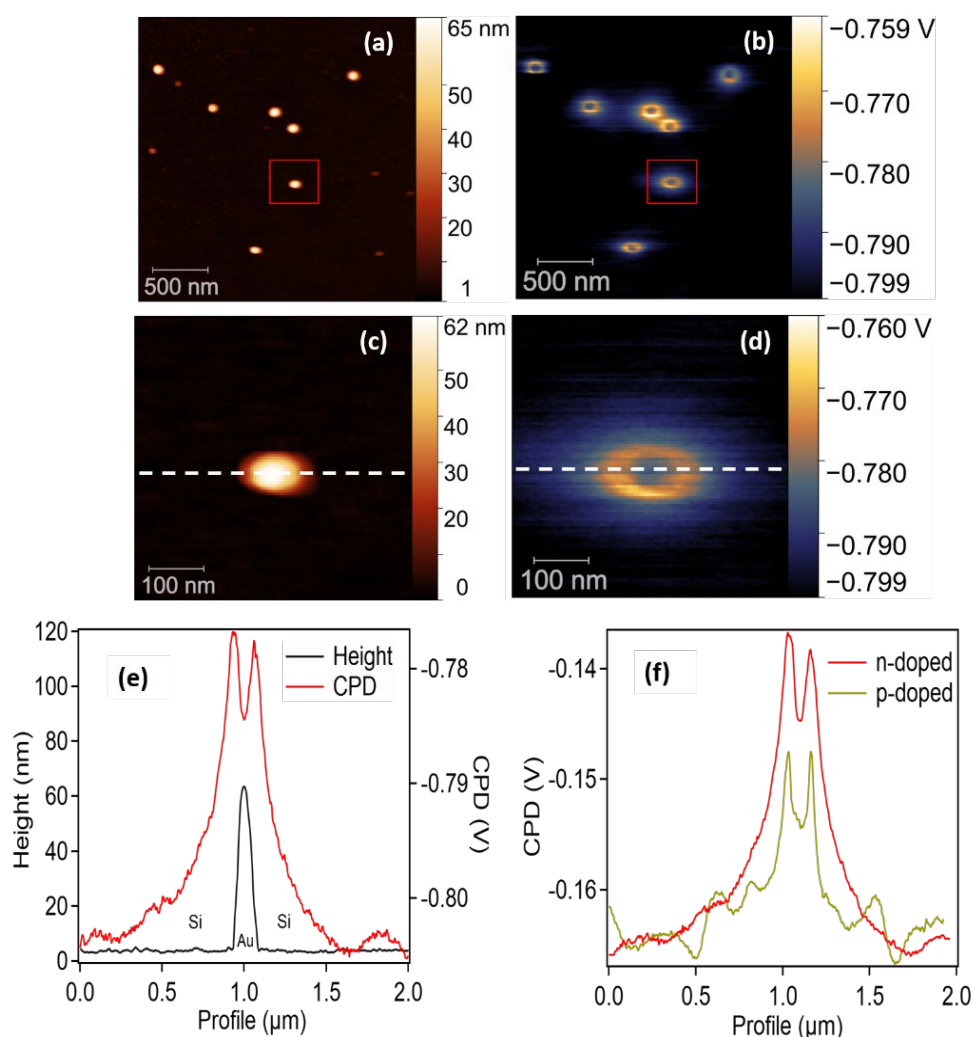 (a)
65 nm
50
40
30
20
10
1
500 nm
(b)
−0.759 V
−0.770
−0.780
−0.790
−0.799
500 nm
(c)
62 nm
50
40
30
20
10
0
100 nm
(d)
−0.760 V
−0.770
−0.780
−0.790
−0.799
100 nm
(e)
Height
CPD
Height (nm)
120
100
80
60
40
20
0
-0.78
-0.79
-0.80
CPD
(V)
Si
Au
Si
0.0 0.5 1.0 1.5 2.0
Profile (µm)
(f)
n-doped
p-doped
CPD (V)
-0.14
-0.15
-0.16
0.0 0.5 1.0 1.5 2.0
Profile (µm)